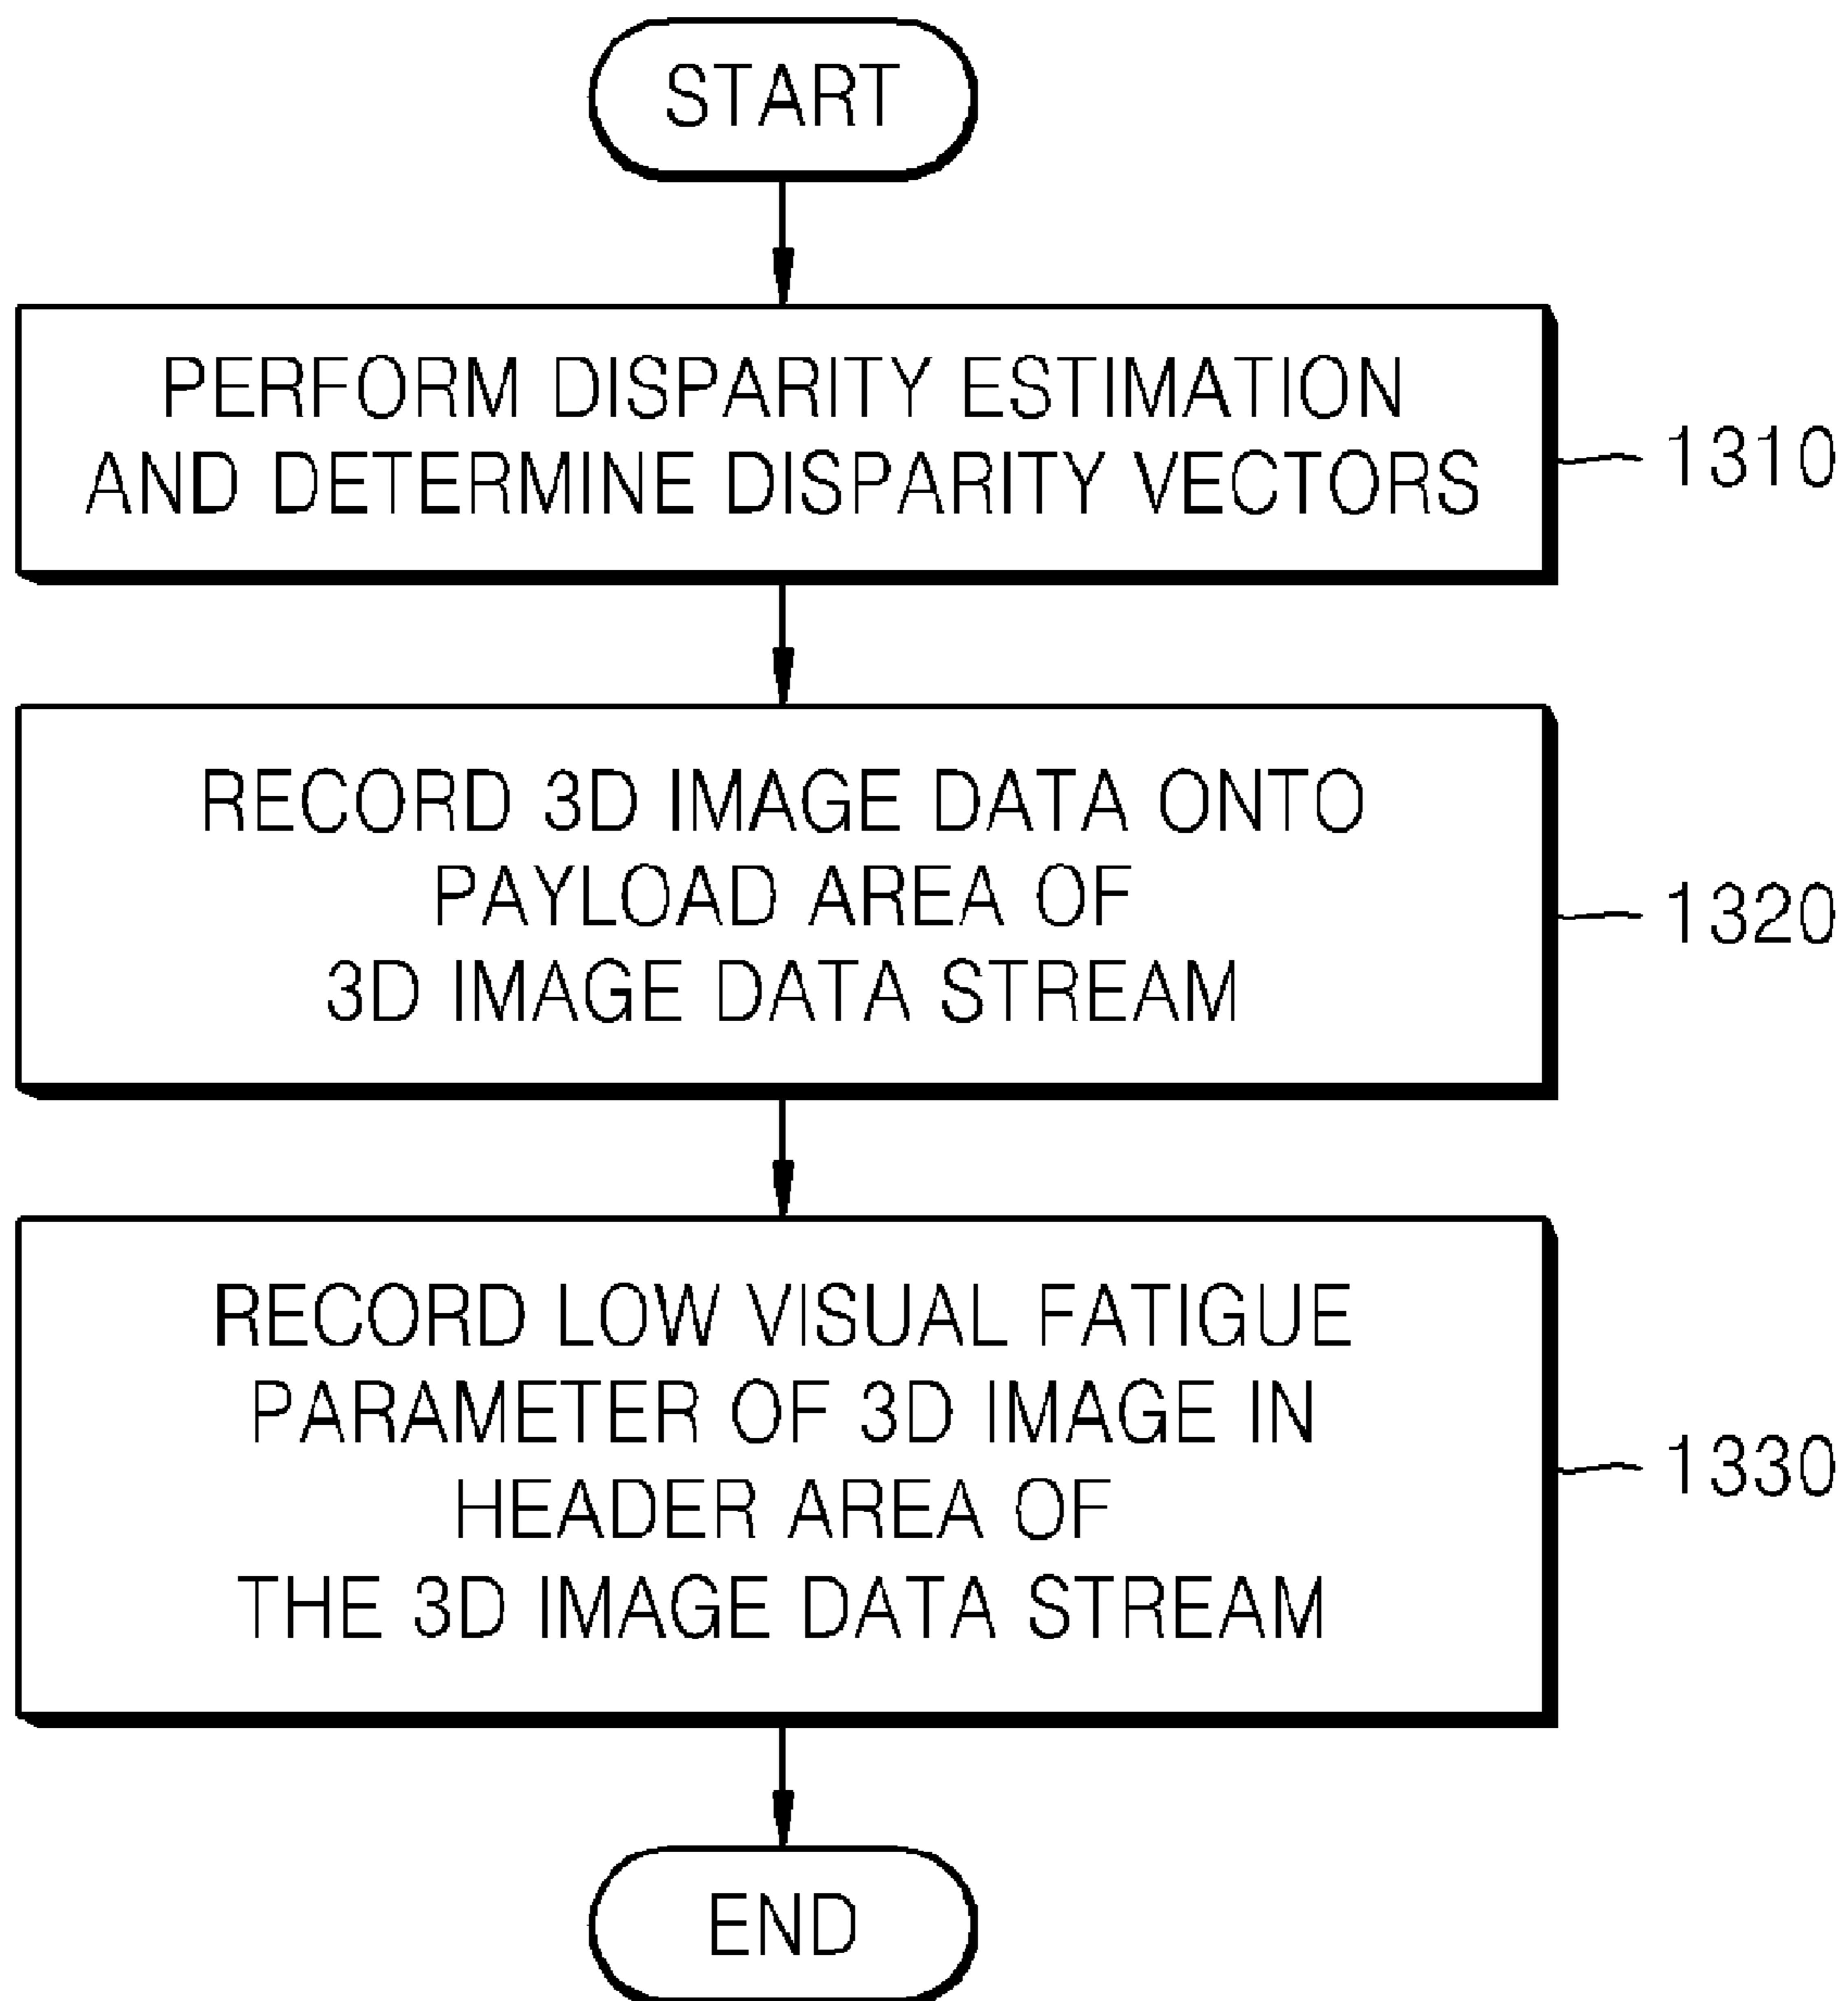 START
PERFORM DISPARITY ESTIMATION
AND DETERMINE DISPARITY VECTORS
1310
RECORD 3D IMAGE DATA ONTO
PAYLOAD AREA OF
3D IMAGE DATA STREAM
1320
RECORD LOW VISUAL FATIGUE
PARAMETER OF 3D IMAGE IN
HEADER AREA OF
THE 3D IMAGE DATA STREAM
1330
END